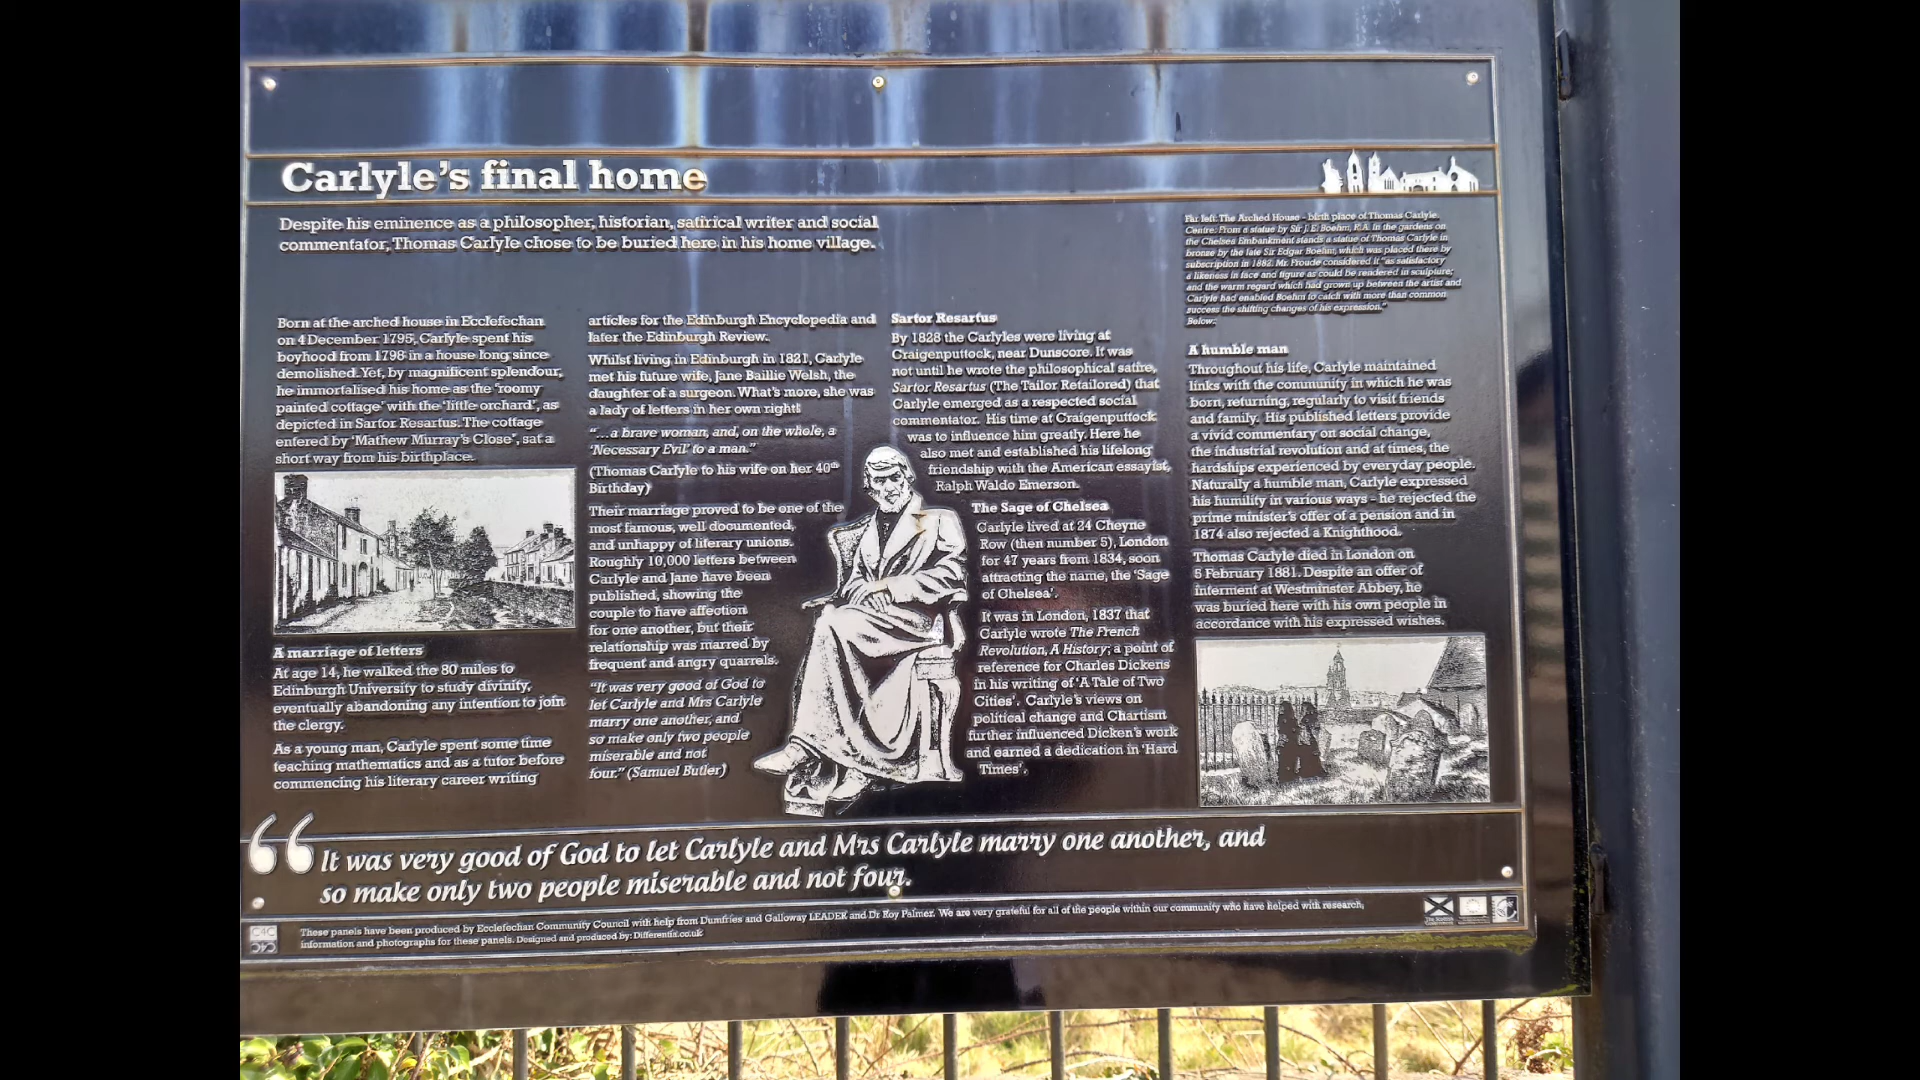 Carlyle's final home
Despite his eminence as a philosopher, historian, satirical writer and social
commentator, Thomas Carlyle chose to be buried here in his home village.
Born at the arched house in Ecclefechan
on 4 December 1795, Carlyle spent his
boyhood from 1798 in a house long since
demolished. Yet, by magnificent splendour,
he immortalised his home as the "roomy
painted cottage" with the "little orchard", as
depicted in Sartor Resartus. The cottage
entered by 'Mathew Murray's Close", sat a
short way from his birthplace.
A marriage of letters
At age 14, he walked the 80 miles to
Edinburgh University to study divinity,
eventually abandoning any intention to join
the clergy.
As a young man, Carlyle spent some time
teaching mathematics and as a tutor before
commencing his literary career writing
articles for the Edinburgh Encyclopedia and
later the Edinburgh Review.
Whilst living in Edinburgh in 1821, Carlyle
met his future wife, Jane Baillie Welsh, the
daughter of a surgeon. What's more, she was
a lady of letters in her own right!
"...a brave woman, and, on the whole, a
'Necessary Evil' to a man."
(Thomas Carlyle to his wife on her 40th
Birthday)
Their marriage proved to be one of the
most famous, well documented,
and unhappy of literary unions.
Roughly 10,000 letters between
Carlyle and Jane have been
published, showing the
couple to have affection
for one another, but their
relationship was marred by
frequent and angry quarrels.
"It was very good of God to
let Carlyle and Mrs Carlyle
marry one another, and
so make only two people
miserable and not
four." (Samuel Butler)
Sartor Resartus
By 1828 the Carlyles were living at
Craigenputtock, near Dunscore. It was
not until he wrote the philosophical satire,
Sartor Resartus (The Tailor Retailored) that
Carlyle emerged as a respected social
commentator. His time at Craigenputtock
was to influence him greatly. Here he
also met and established his lifelong
friendship with the American essayist,
Ralph Waldo Emerson.
The Sage of Chelsea
Carlyle lived at 24 Cheyne
Row (then number 5), London
for 47 years from 1834, soon
attracting the name, the 'Sage
of Chelsea'.
It was in London, 1837 that
Carlyle wrote The French
Revolution, A History; a point of
reference for Charles Dickens
in his writing of 'A Tale of Two
Cities'. Carlyle's views on
political change and Chartism
further influenced Dicken's work
and earned a dedication in 'Hard
Times'.
Far left: The Arched House - birth place of Thomas Carlyle.
Centre: From a statue by Sir J. E. Boehm, R.A. In the gardens on
the Chelsea Embankment stands a statue of Thomas Carlyle in
bronze by the late Sir Edgar Boehm, which was placed there by
subscription in 1882. Mr. Froude considered it "as satisfactory
a likeness in face and figure as could be rendered in sculpture;
and the warm regard which had grown up between the artist and
Carlyle had enabled Boehm to catch with more than common
success the shifting changes of his expression."
Below:
A humble man
Throughout his life, Carlyle maintained
links with the community in which he was
born, returning, regularly to visit friends
and family. His published letters provide
a vivid commentary on social change,
the industrial revolution and at times, the
hardships experienced by everyday people.
Naturally a humble man, Carlyle expressed
his humility in various ways - he rejected the
prime minister's offer of a pension and in
1874 also rejected a Knighthood.
Thomas Carlyle died in London on
5 February 1881. Despite an offer of
interment at Westminster Abbey, he
was buried here with his own people in
accordance with his expressed wishes.
“It was very good of God to let Carlyle and Mrs Carlyle marry one another, and
so make only two people miserable and not four.
These panels have been produced by Ecclefechan Community Council with help from Dumfries and Galloway LEADER and Dr Roy Palmer. We are very grateful for all of the people within our community who have helped with research,
information and photographs for these panels. Designed and produced by: Differentia.co.uk